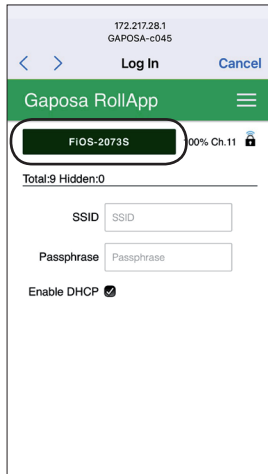 172.217.28.1
GAPOSA-c045
Log In Cancel
Gaposa RollApp
FiOS-2073S 100% Ch.11
Total:9 Hidden:0
SSID SSID
Passphrase Passphrase
Enable DHCP